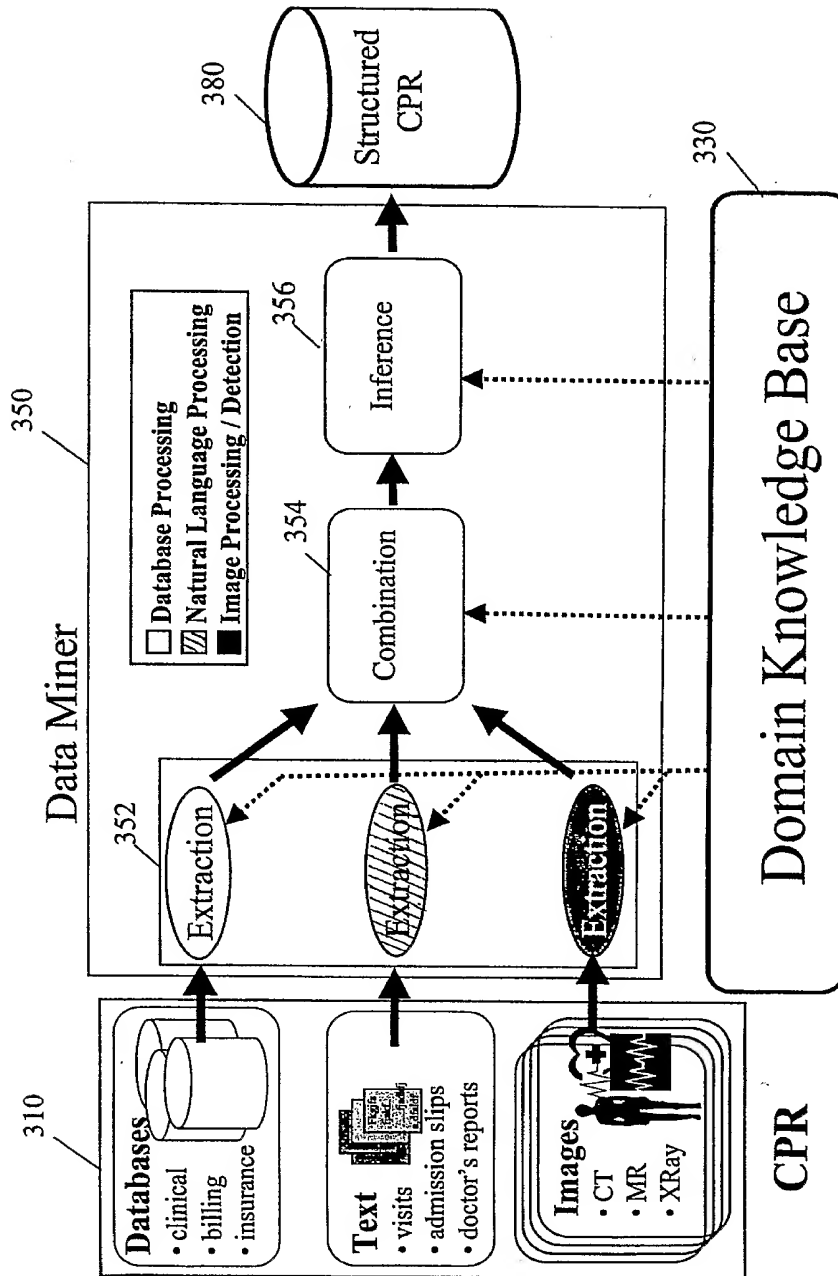 Data Miner
350
310
Databases
• clinical
• billing
• insurance
Text
• visits
• admission slips
• doctor's reports
Images
• CT
• MR
• XRay
CPR
352
Extraction
Extraction
Extraction
Database Processing
Natural Language Processing
Image Processing / Detection
354
Combination
356
Inference
380
Structured
CPR
330
Domain Knowledge Base